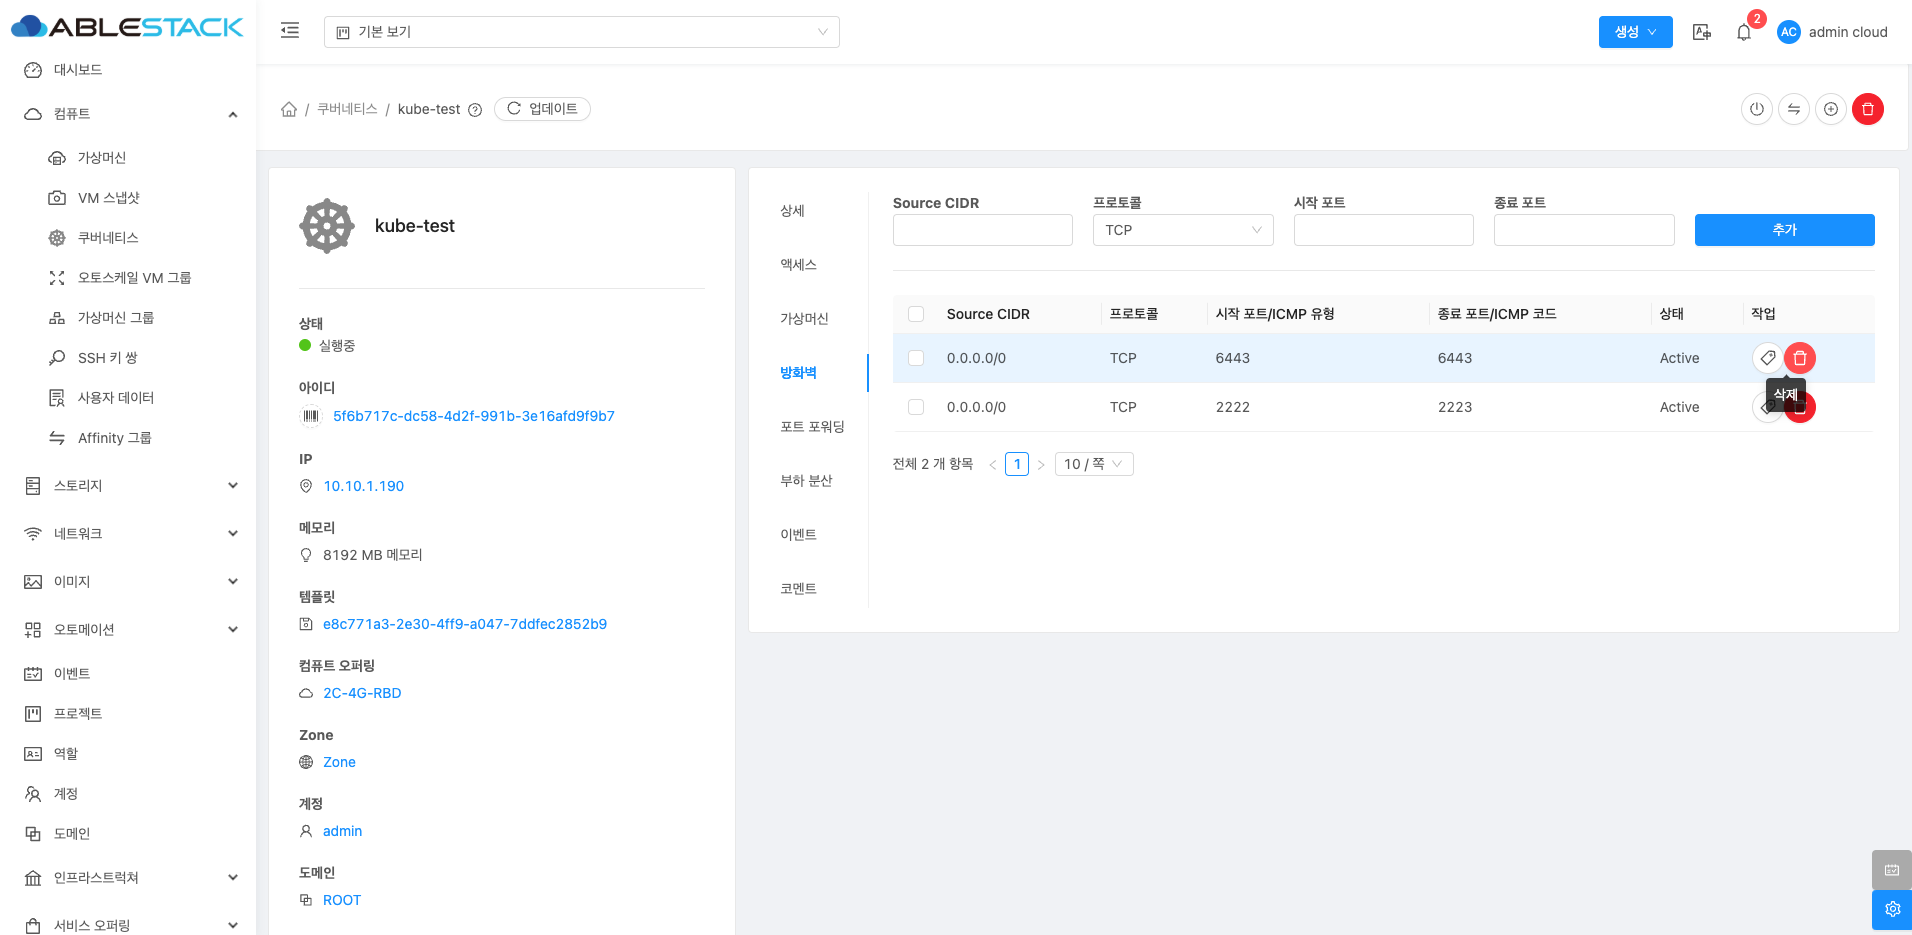 ABLESTACK
기본 보기
생성
2
AC
admin cloud
대시보드
컴퓨트
가상머신
VM 스냅샷
쿠버네티스
오토스케일 VM 그룹
가상머신 그룹
SSH 키 쌍
사용자 데이터
Affinity 그룹
스토리지
네트워크
이미지
오토메이션
이벤트
프로젝트
역할
계정
도메인
인프라스트럭쳐
서비스 오퍼링
/ 쿠버네티스 / kube-test
업데이트
kube-test
상태
실행중
아이디
5f6b717c-dc58-4d2f-991b-3e16afd9f9b7
IP
10.10.1.190
메모리
8192 MB 메모리
템플릿
e8c771a3-2e30-4ff9-a047-7ddfec2852b9
컴퓨트 오퍼링
2C-4G-RBD
Zone
Zone
계정
admin
도메인
ROOT
상세
액세스
가상머신
방화벽
포트 포워딩
부하 분산
이벤트
코멘트
Source CIDR 프로토콜 시작 포트 종료 포트
TCP
추가
Source CIDR 프로토콜 시작 포트/ICMP 유형 종료 포트/ICMP 코드 상태 작업
0.0.0.0/0 TCP 6443 6443 Active
삭제
0.0.0.0/0 TCP 2222 2223 Active
전체 2 개 항목 < 1 > 10 / 쪽